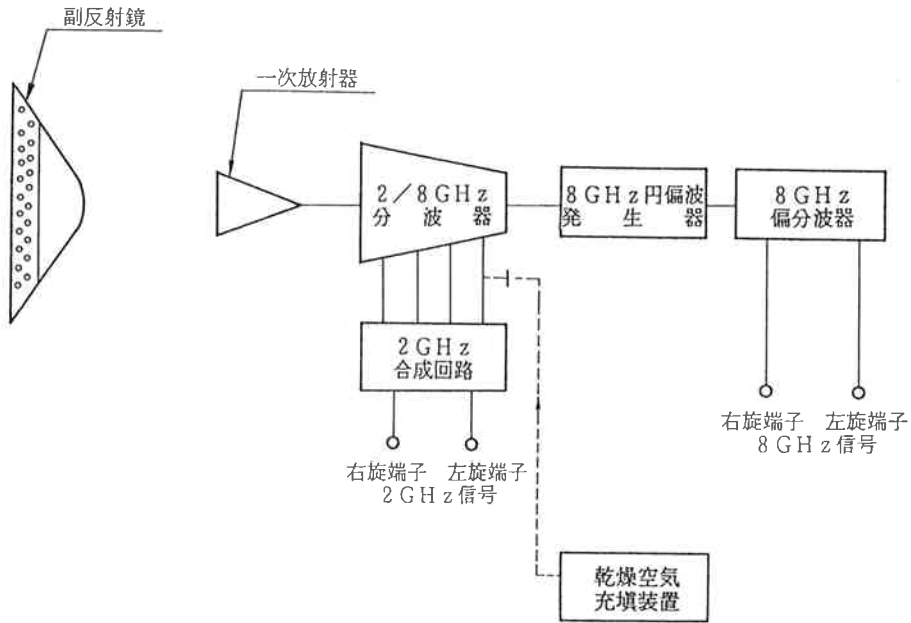 副反射鏡
一次放射器
2/8GHz
分波器
8GHz円偏波
発生器
8GHz
偏分波器
2GHz
合成回路
右旋端子 左旋端子
2GHz信号
右旋端子 左旋端子
8GHz信号
乾燥空気
充填装置